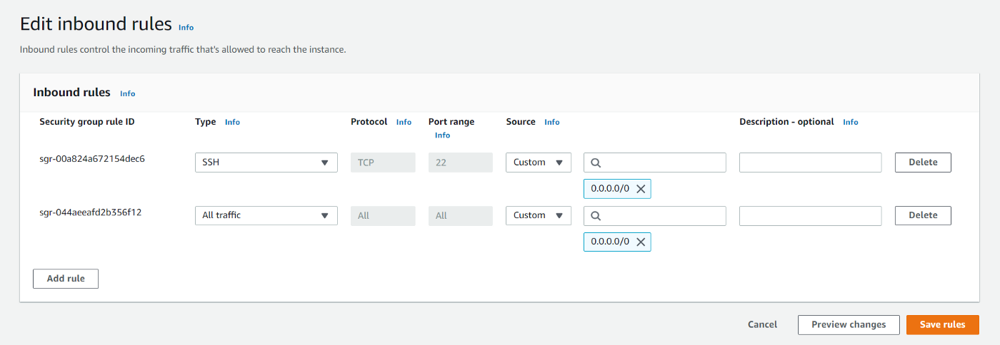 Edit inbound rules Info
Inbound rules control the incoming traffic that's allowed to reach the instance.
Inbound rules Info
Security group rule ID Type Info Protocol Info Port range Info Source Info Description - optional Info
sgr-00a824a672154dec6 SSH TCP 22 Custom Delete
0.0.0.0/0
sgr-044aeeafd2b356f12 All traffic All All Custom Delete
0.0.0.0/0
Add rule
Cancel Preview changes Save rules